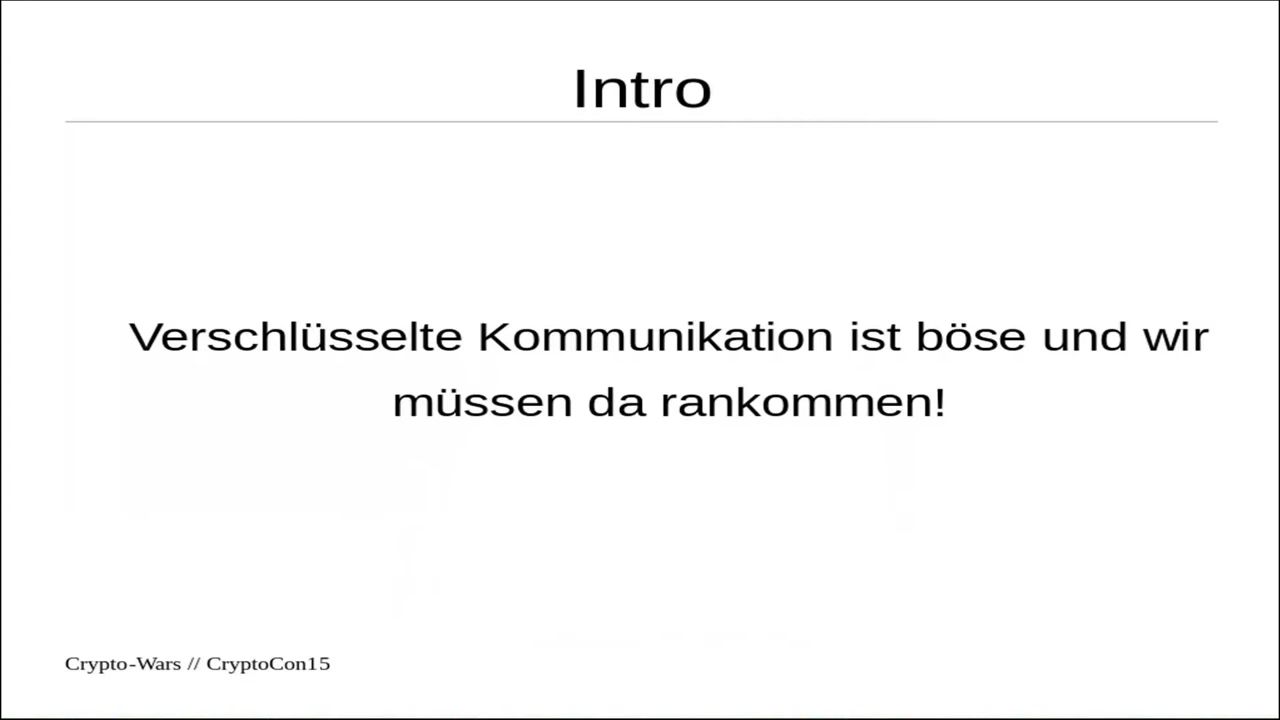 Intro
Verschlüsselte Kommunikation ist böse und wir
müssen da rankommen!
Crypto-Wars // CryptoCon15